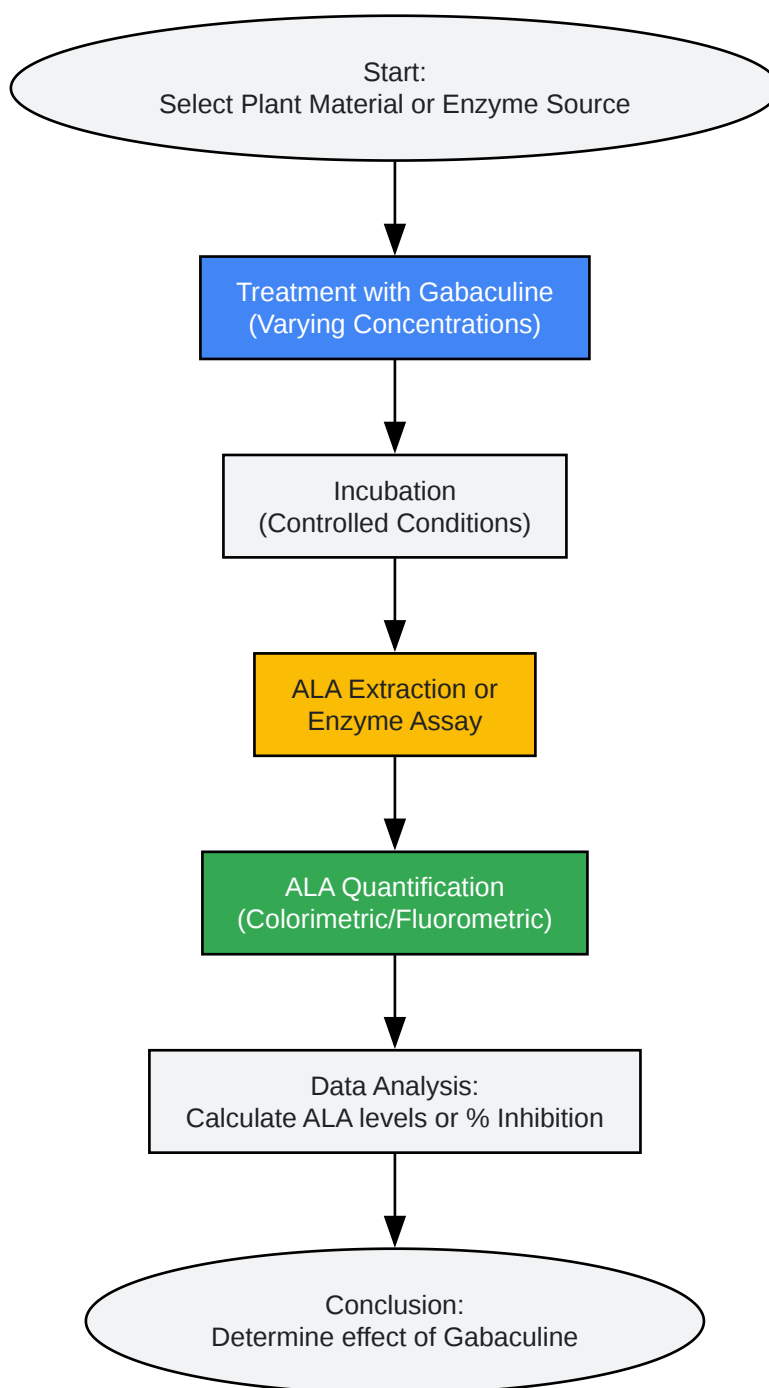 Start:
Select Plant Material or Enzyme Source
Treatment with Gabaculine
(Varying Concentrations)
Incubation
(Controlled Conditions)
ALA Extraction or
Enzyme Assay
ALA Quantification
(Colorimetric/Fluorometric)
Data Analysis:
Calculate ALA levels or % Inhibition
Conclusion:
Determine effect of Gabaculine